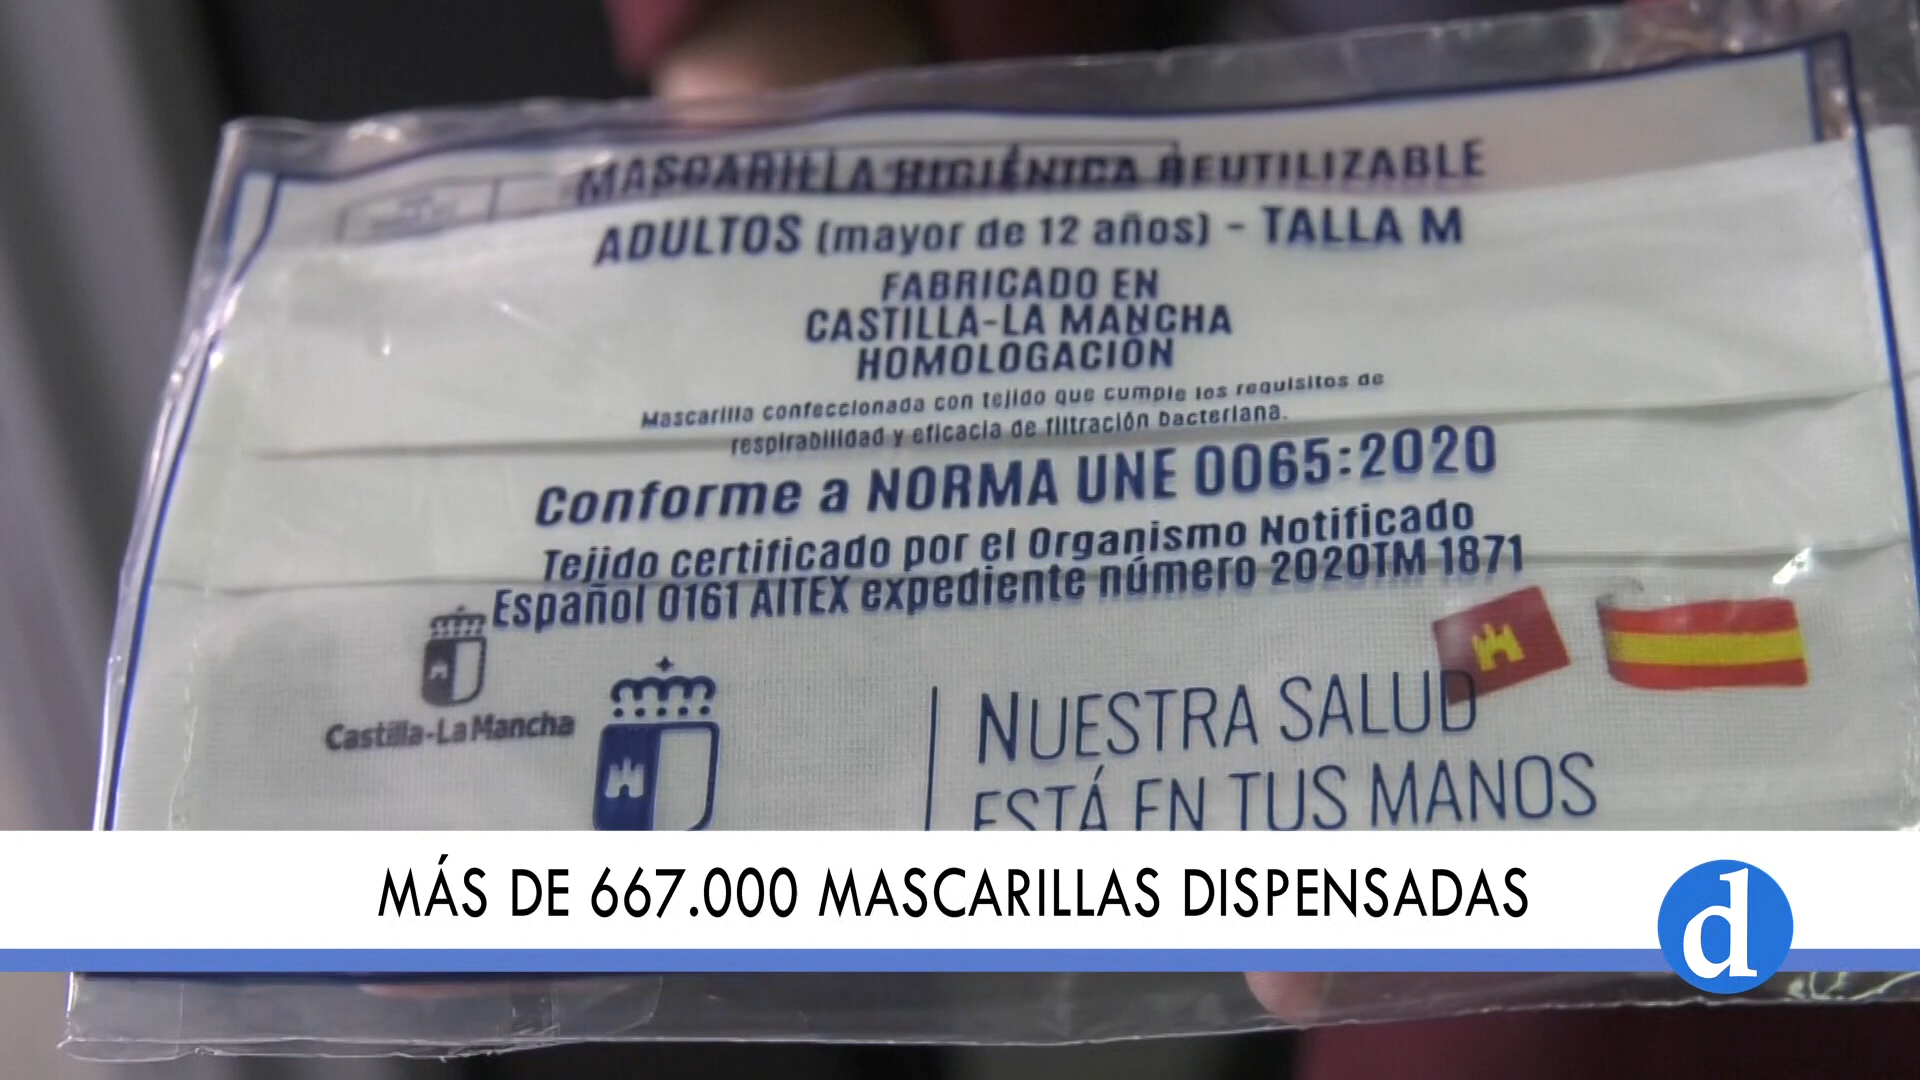 MASCARILLA HIGIÉNICA REUTILIZABLE
ADULTOS (mayor de 12 años) - TALLA M
FABRICADO EN
CASTILLA-LA MANCHA
HOMOLOGACIÓN
Mascarilla confeccionada con tejido que cumple los requisitos de
respirabilidad y eficacia de filtración bacteriana.
Conforme a NORMA UNE 0065:2020
Tejido certificado por el Organismo Notificado
Español 0161 AITEX expediente número 2020TM 1871
Castilla-La Mancha
NUESTRA SALUD
ESTÁ EN TUS MANOS
MÁS DE 667.000 MASCARILLAS DISPENSADAS
d